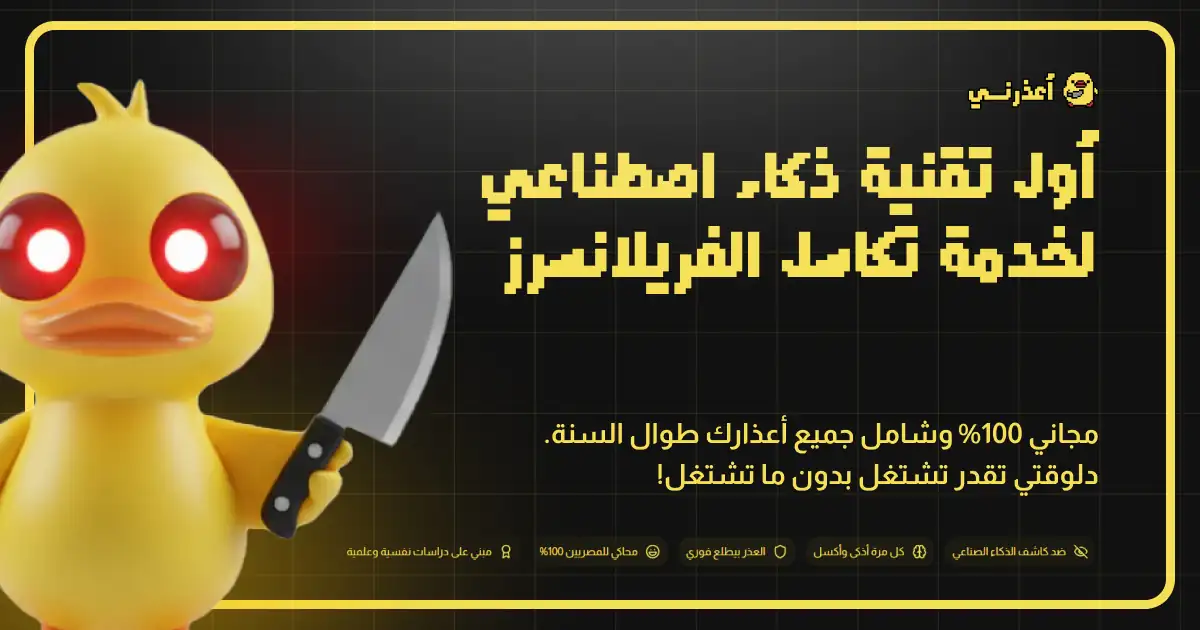 أعذرني
أول تقنية ذكاء اصطناعي
لخدمة تكاسل الفريلانسرز
مجاني 100% وشامل جميع أعذارك طوال السنة.
دلوقتي تقدر تشتغل بدون ما تشتغل!
ضد كاشف الذكاء الصناعي
كل مرة أذكى وأكسل
العذر بيطلع فوري
محاكي للمصريين 100%
مبني على دراسات نفسية وعلمية